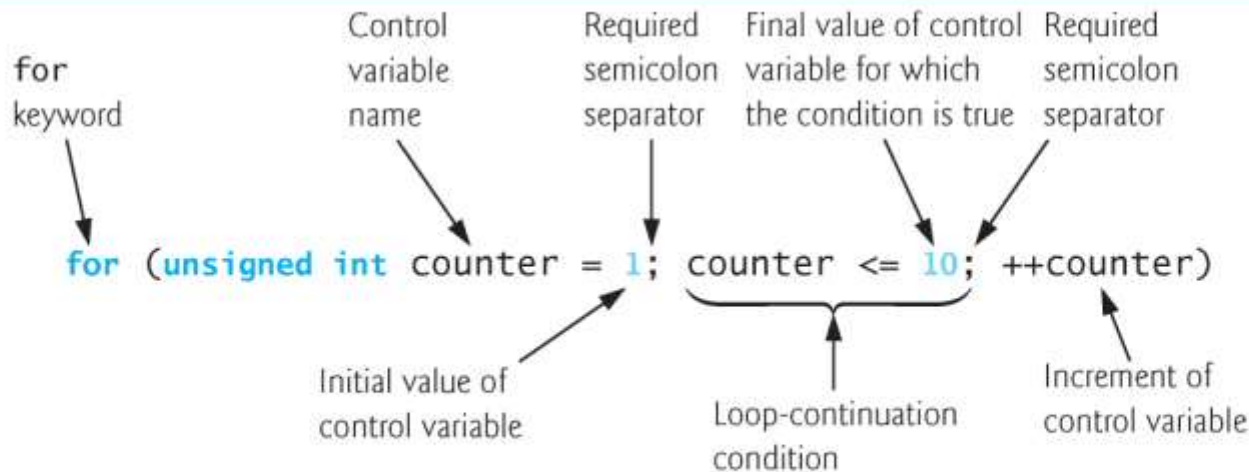 for
keyword
Control
variable
name
Required
semicolon
separator
Final value of control
variable for which
the condition is true
Required
semicolon
separator
for (unsigned int counter = 1; counter <= 10; ++counter)
Initial value of
control variable
Loop-continuation
condition
Increment of
control variable